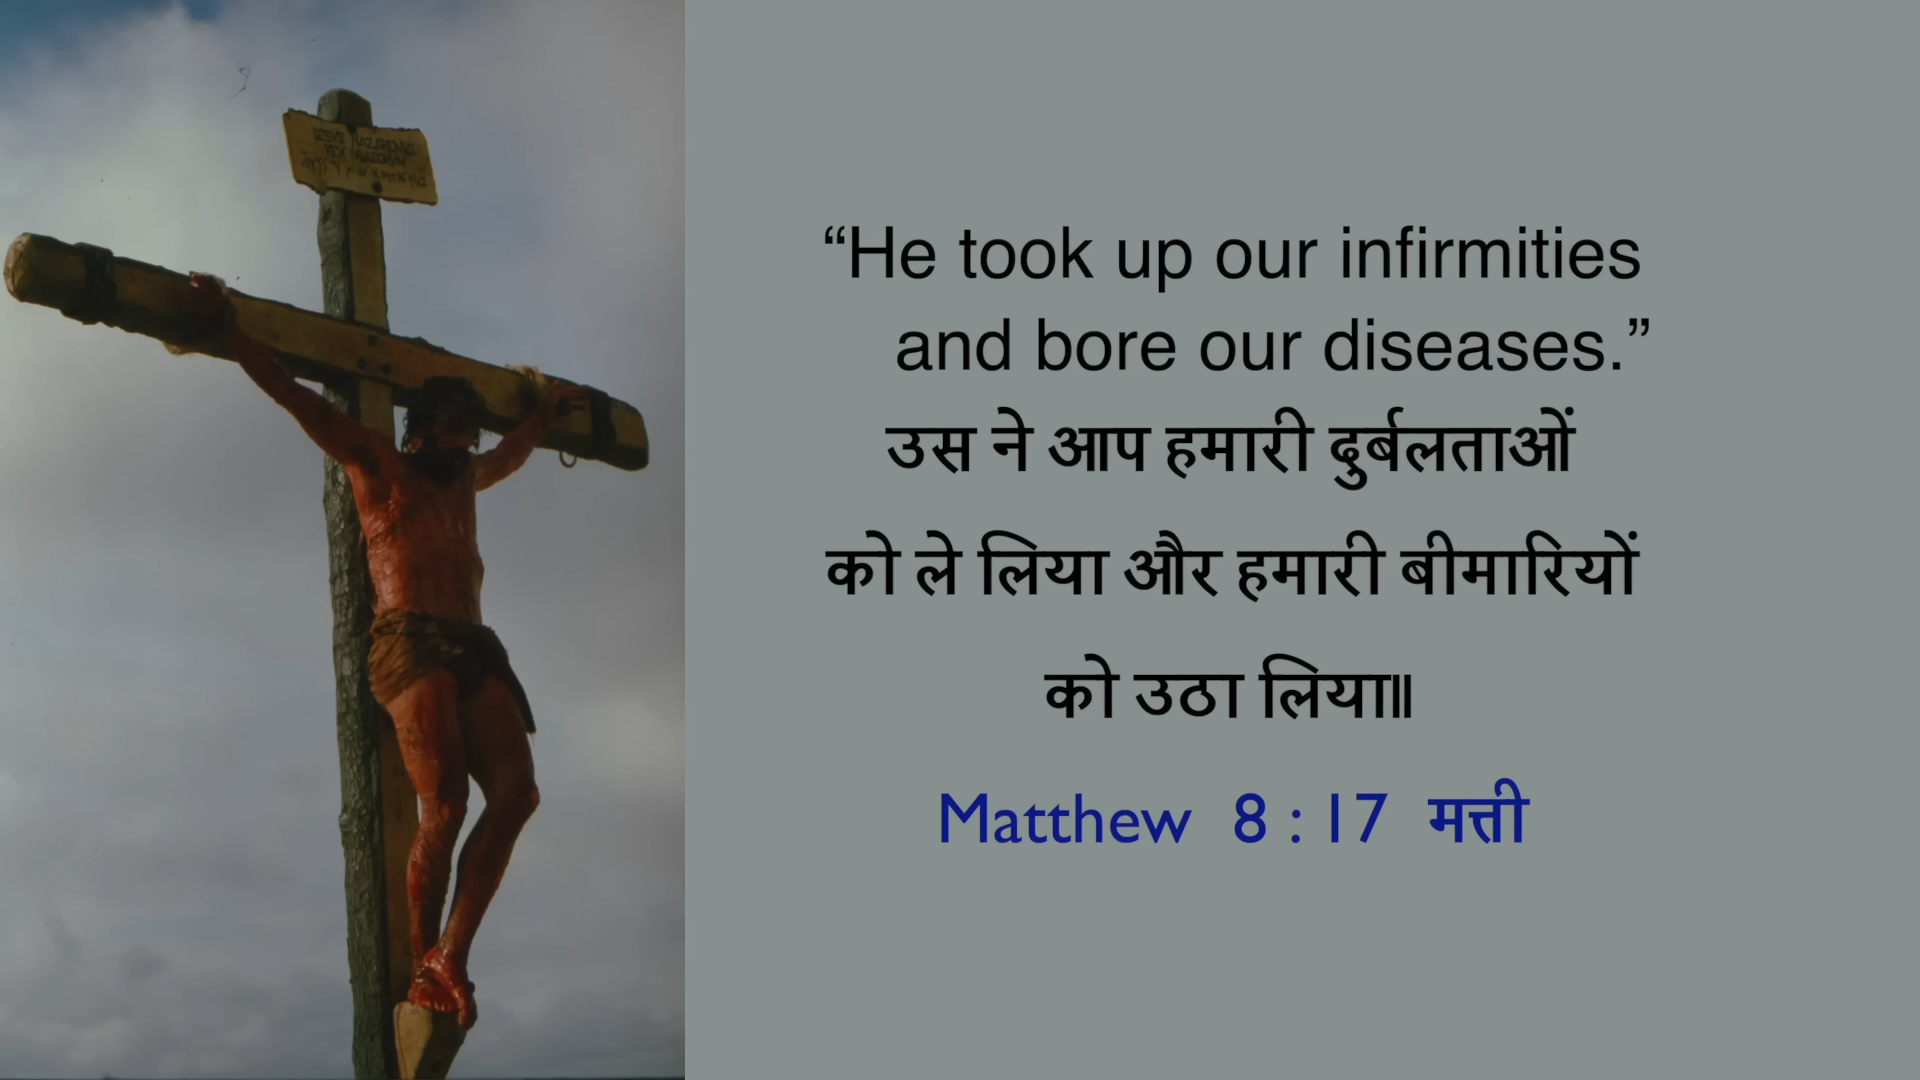 “He took up our infirmities
and bore our diseases.”
उस ने आप हमारी दुर्बलताओं
को ले लिया और हमारी बीमारियों
को उठा लिया॥
Matthew 8 : 17 मत्ती